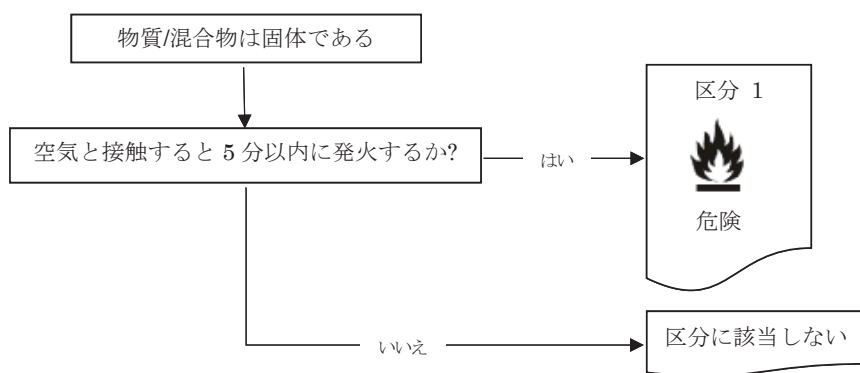 物質/混合物は固体である
空気と接触すると 5 分以内に発火するか?
はい
区分 1
危険
いいえ
区分に該当しない